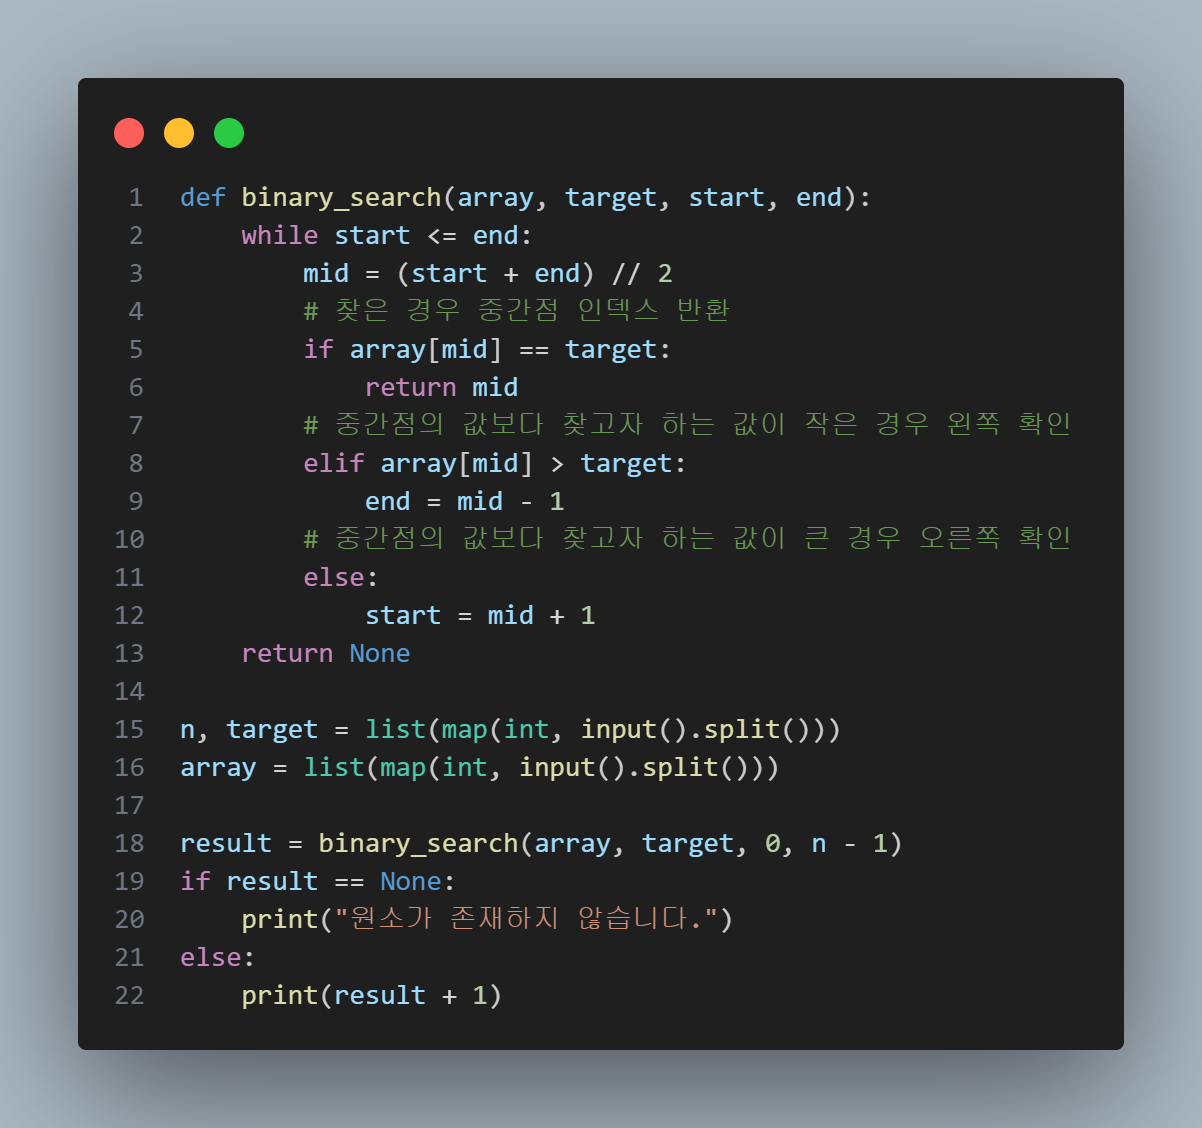 1 def binary_search(array, target, start, end):
2     while start <= end:
3         mid = (start + end) // 2
4         # 찾은 경우 중간점 인덱스 반환
5         if array[mid] == target:
6             return mid
7         # 중간점의 값보다 찾고자 하는 값이 작은 경우 왼쪽 확인
8         elif array[mid] > target:
9             end = mid - 1
10         # 중간점의 값보다 찾고자 하는 값이 큰 경우 오른쪽 확인
11         else:
12             start = mid + 1
13     return None
14
15 n, target = list(map(int, input().split()))
16 array = list(map(int, input().split()))
17
18 result = binary_search(array, target, 0, n - 1)
19 if result == None:
20     print("원소가 존재하지 않습니다.")
21 else:
22     print(result + 1)